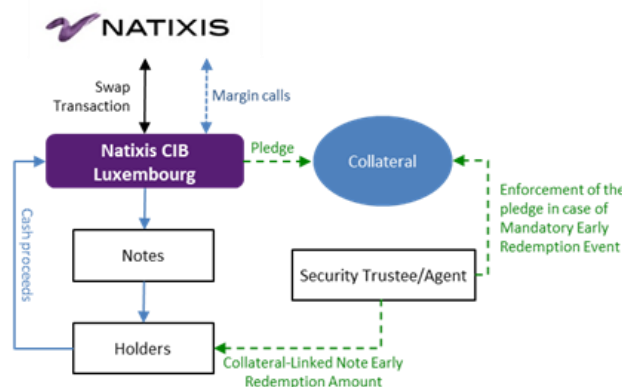 NATIXIS
Swap
Transaction
Margin calls
Natixis CIB
Luxembourg
Pledge
Collateral
Enforcement of the
pledge in case of
Mandatory Early
Redemption Event
Cash proceeds
Notes
Security Trustee/Agent
Holders
Collateral-Linked Note Early
Redemption Amount